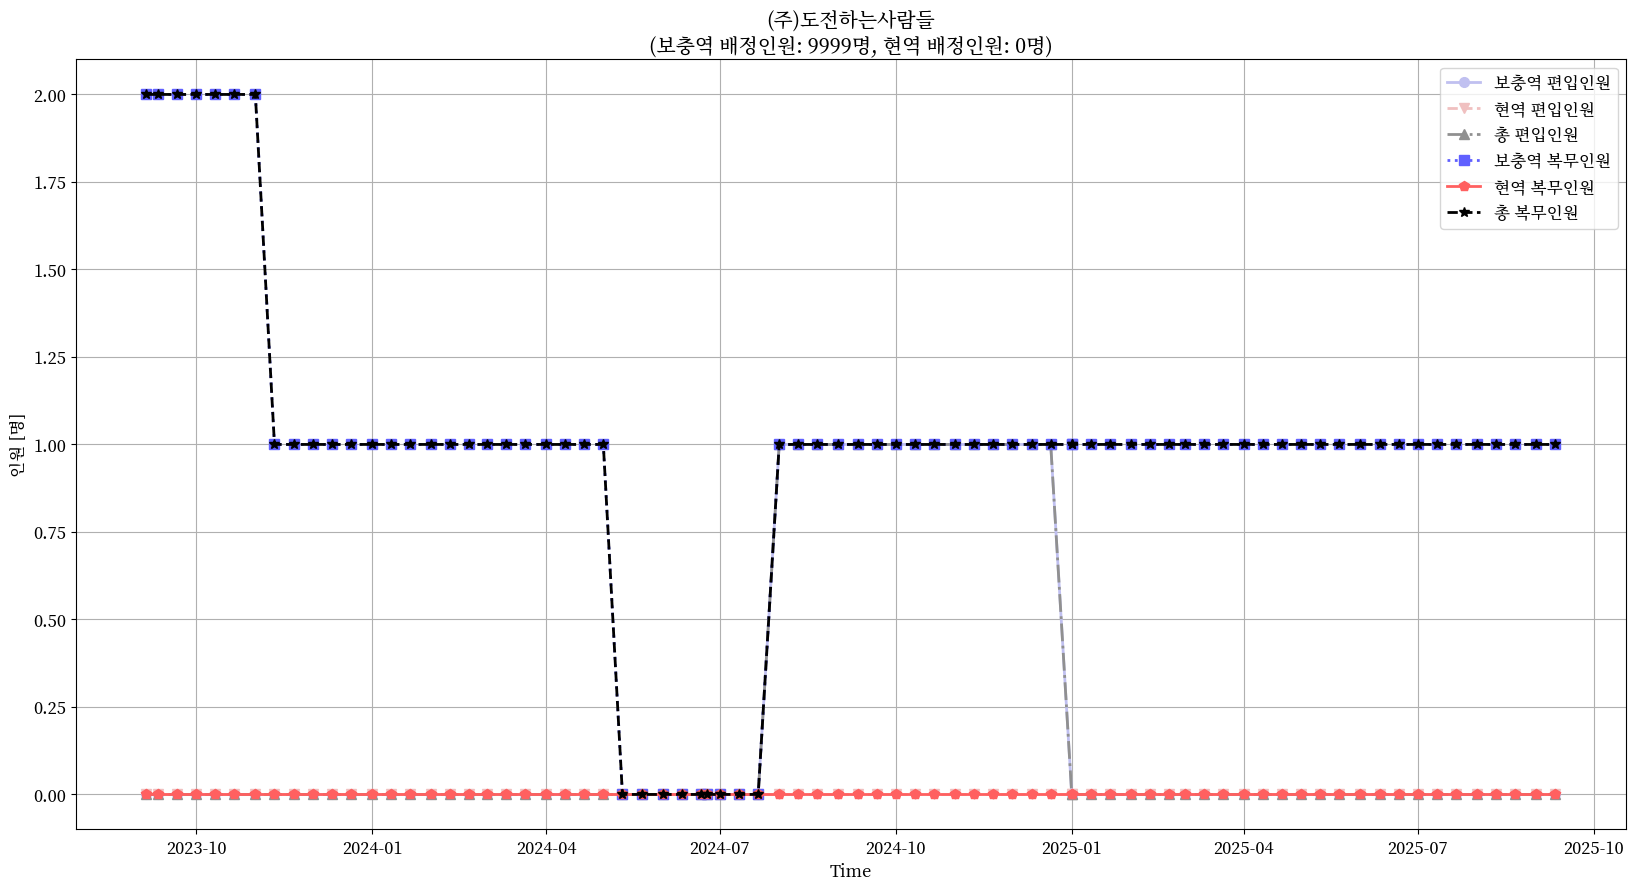 (주)도전하는사람들
(보충역 배정인원: 9999명, 현역 배정인원: 0명)
보충역 편입인원
현역 편입인원
총 편입인원
보충역 복무인원
현역 복무인원
총 복무인원
인원 [명]
2.00
1.75
1.50
1.25
1.00
0.75
0.50
0.25
0.00
2023-10 2024-01 2024-04 2024-07 2024-10 2025-01 2025-04 2025-07 2025-10
Time